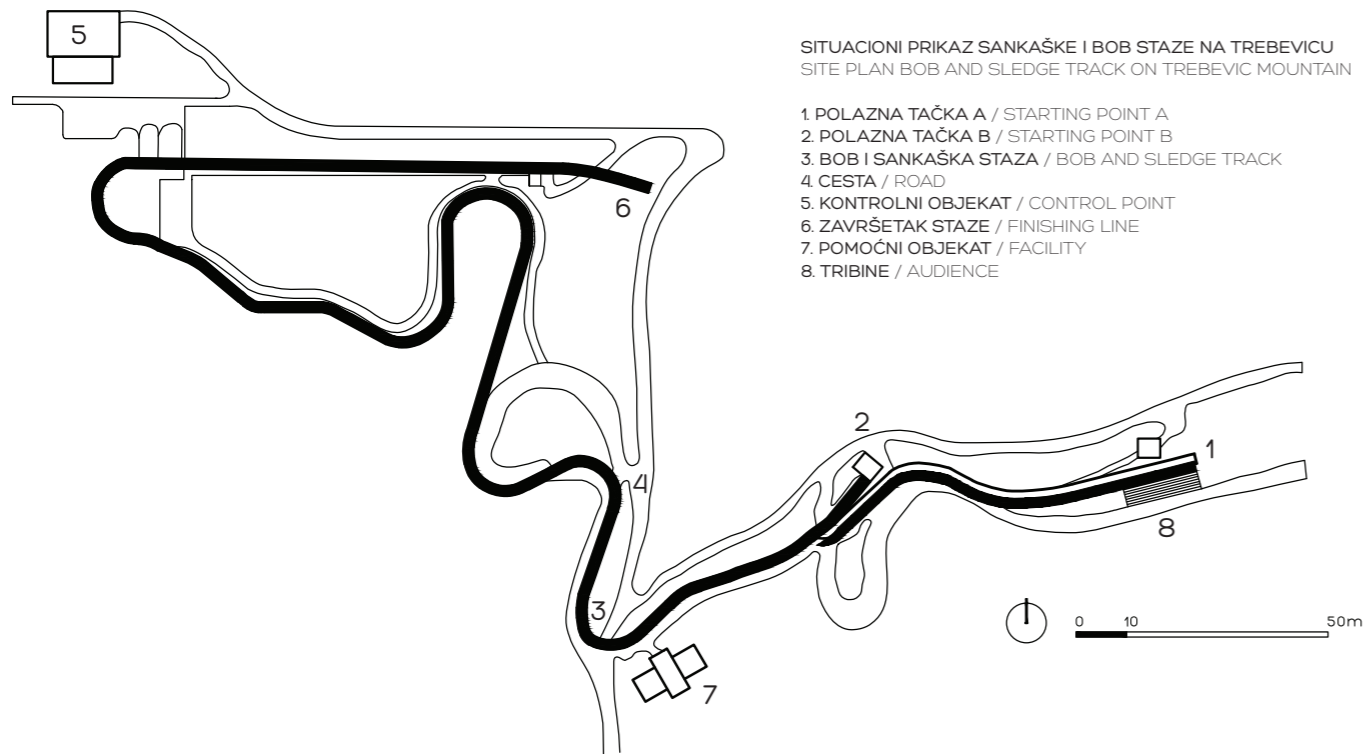 SITUACIONI PRIKAZ SANKAŠKE I BOB STAZE NA TREBEVICU
SITE PLAN BOB AND SLEDGE TRACK ON TREBEVIC MOUNTAIN
1. POLAZNA TAČKA A / STARTING POINT A
2. POLAZNA TAČKA B / STARTING POINT B
3. BOB I SANKAŠKA STAZA / BOB AND SLEDGE TRACK
4. CESTA / ROAD
5. KONTROLNI OBJEKAT / CONTROL POINT
6. ZAVRŠETAK STAZE / FINISHING LINE
7. POMOĆNI OBJEKAT / FACILITY
8. TRIBINE / AUDIENCE
5
6
2
1
4
8
3
7
0 10 50m